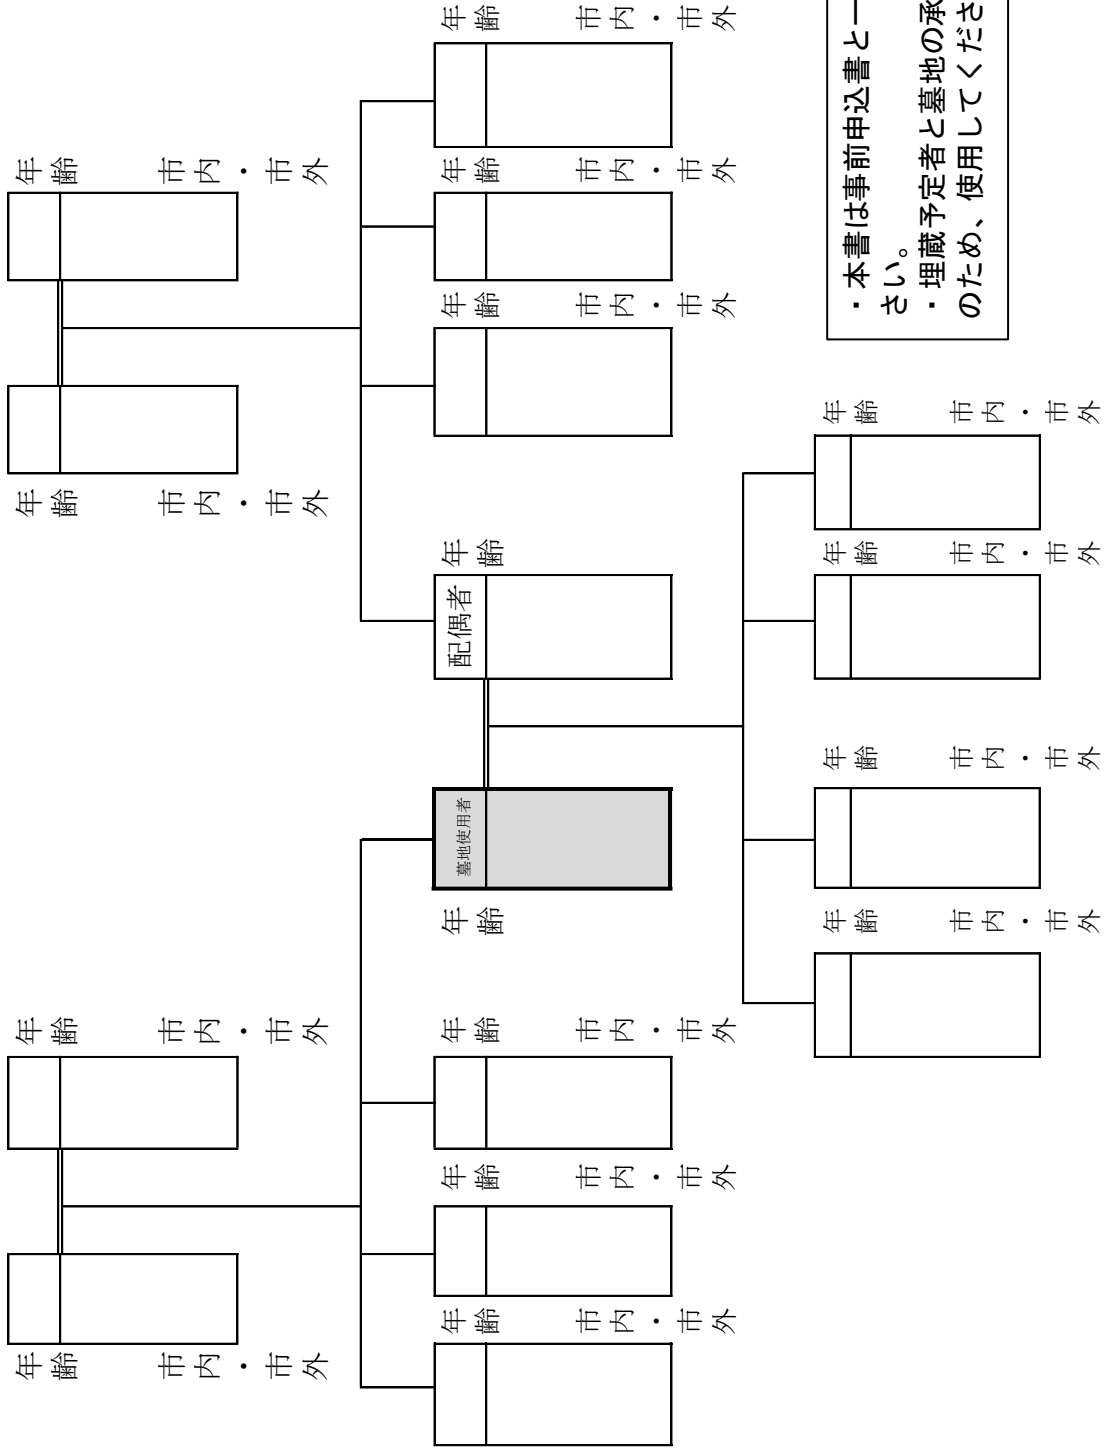 年齢 市内・市外
年齢 市内・市外
年齢 市内・市外
年齢 市内・市外
年齢 市内・市外
年齢 市内・市外
年齢 市内・市外
年齢
墓地使用者
配偶者
年齢
年齢 市内・市外
年齢 市内・市外
年齢 市内・市外
年齢 市内・市外
年齢 市内・市外
年齢 市内・市外
年齢 市内・市外
・本書は事前申込書と一
さい。
・埋蔵予定者と墓地の承
のため、使用してくださ